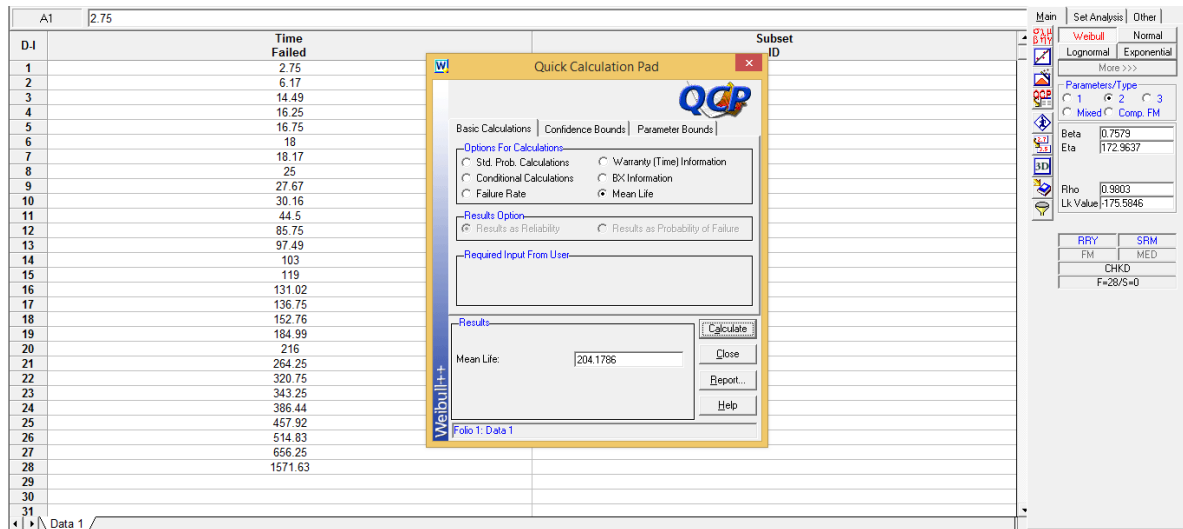 A1 2.75
D-I Time Failed Subset ID
1 2.75
2 6.17
3 14.49
4 16.25
5 16.75
6 18
7 18.17
8 25
9 27.67
10 30.16
11 44.5
12 85.75
13 97.49
14 103
15 119
16 131.02
17 136.75
18 152.76
19 184.99
20 216
21 264.25
22 320.75
23 343.25
24 386.44
25 457.92
26 514.83
27 656.25
28 1571.63
29
30
31
Data 1
W!
Quick Calculation Pad
QCP
Basic Calculations Confidence Bounds Parameter Bounds
Options For Calculations
Std. Prob. Calculations Warranty (Time) Information
Conditional Calculations BX Information
Failure Rate Mean Life
Results Option
Results as Reliability Results as Probability of Failure
Required Input From User
Results
Mean Life: 204.1786
Calculate
Close
Report...
Help
Weibull++
Folio 1: Data 1
Main Set Analysis Other
σλμ
βηγ
Weibull Normal
Lognormal Exponential
More >>>
Parameters/Type
1 2 3
Mixed Comp. FM
QCP
3D
Beta 0.7579
Eta 172.9637
Rho 0.9803
Lk Value -175.5846
RRY SRM
FM MED
CHKD
F=28/S=0